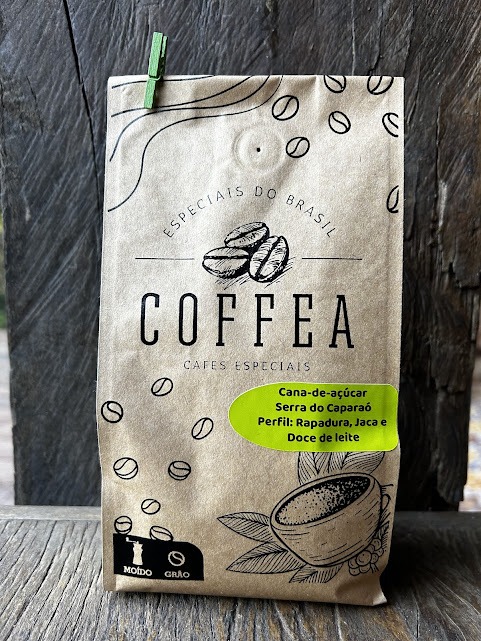 ESPECIAIS DO BRASIL
COFFEA
CAFES ESPECIAIS
Cana-de-açúcar
Serra do Caparaó
Perfil: Rapadura, Jaca e
Doce de leite
MOÍDO GRÃO